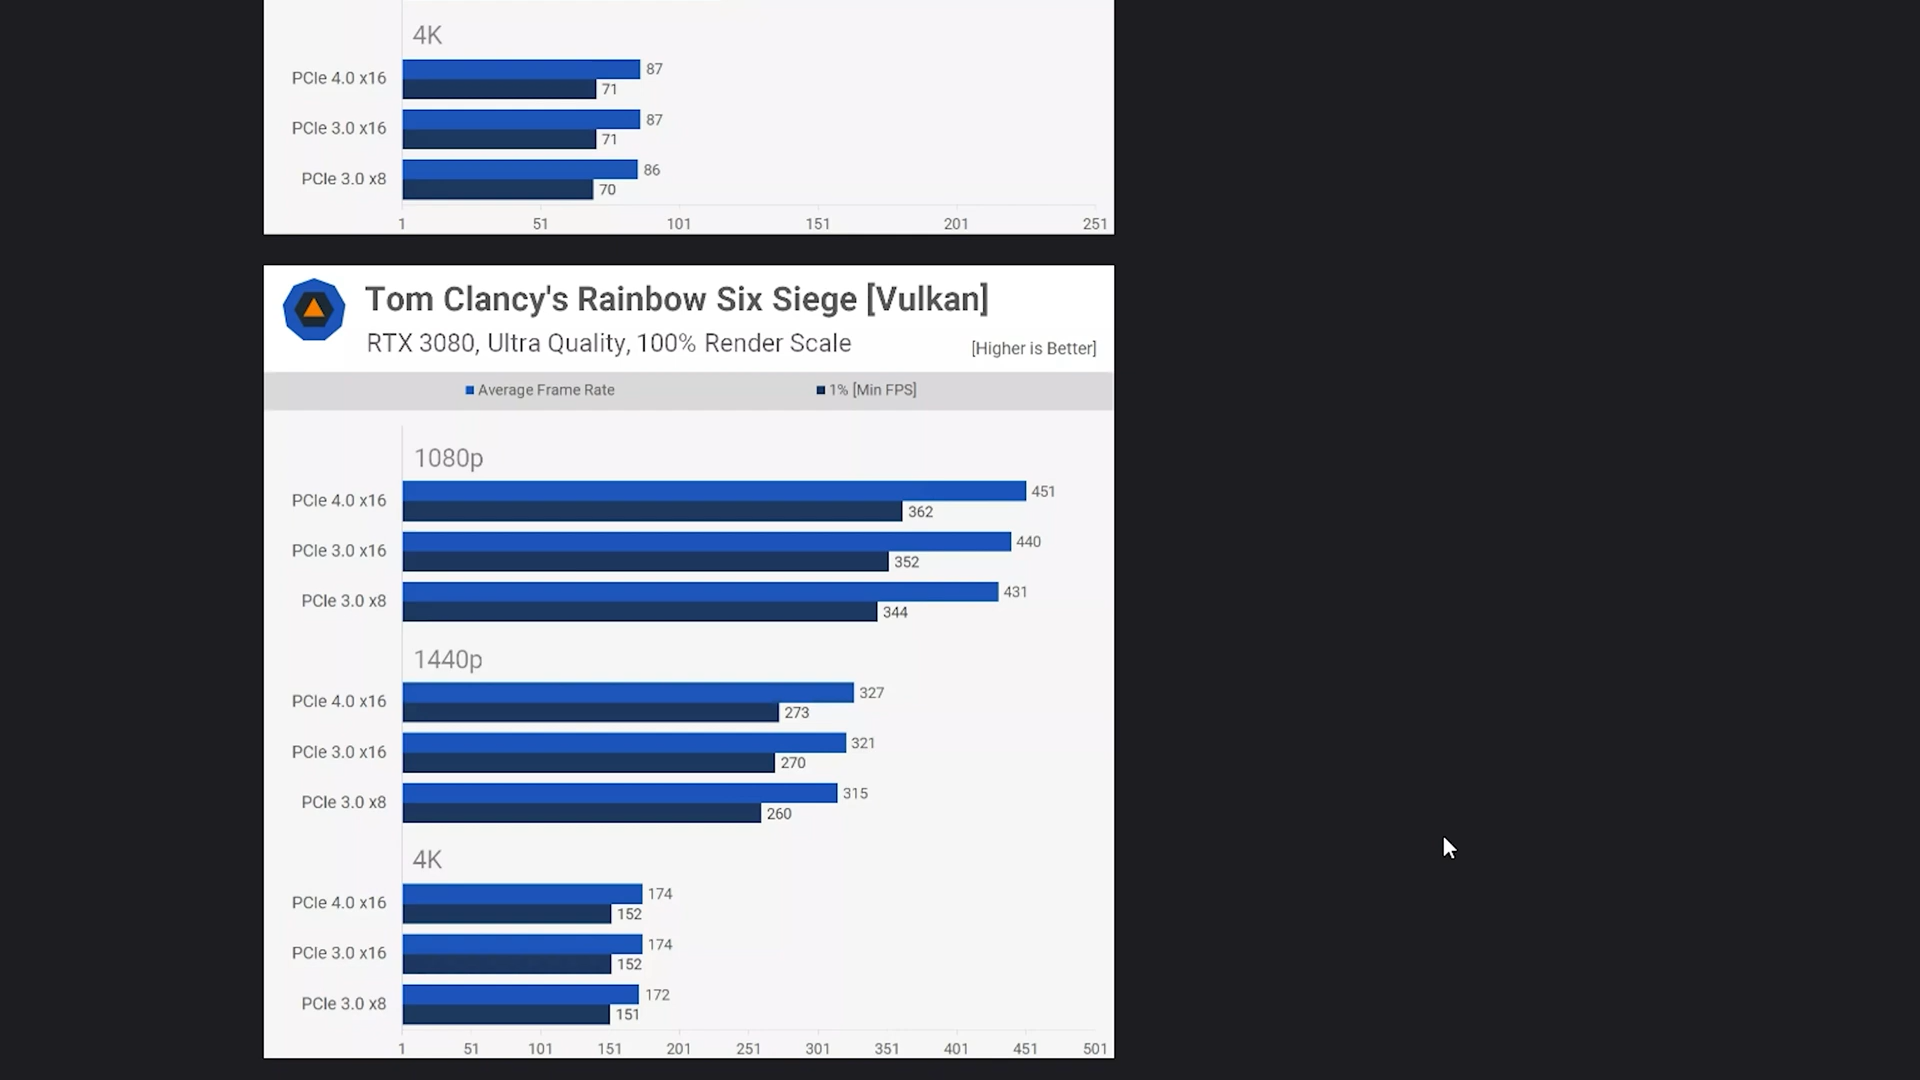 4K
PCIe 4.0 x16 87
71
PCIe 3.0 x16 87
71
PCIe 3.0 x8 86
70
1 51 101 151 201 251
Tom Clancy's Rainbow Six Siege [Vulkan]
RTX 3080, Ultra Quality, 100% Render Scale [Higher is Better]
Average Frame Rate 1% [Min FPS]
1080p
PCIe 4.0 x16 451
362
PCIe 3.0 x16 440
352
PCIe 3.0 x8 431
344
1440p
PCIe 4.0 x16 327
273
PCIe 3.0 x16 321
270
PCIe 3.0 x8 315
260
4K
PCIe 4.0 x16 174
152
PCIe 3.0 x16 174
152
PCIe 3.0 x8 172
151
1 51 101 151 201 251 301 351 401 451 501